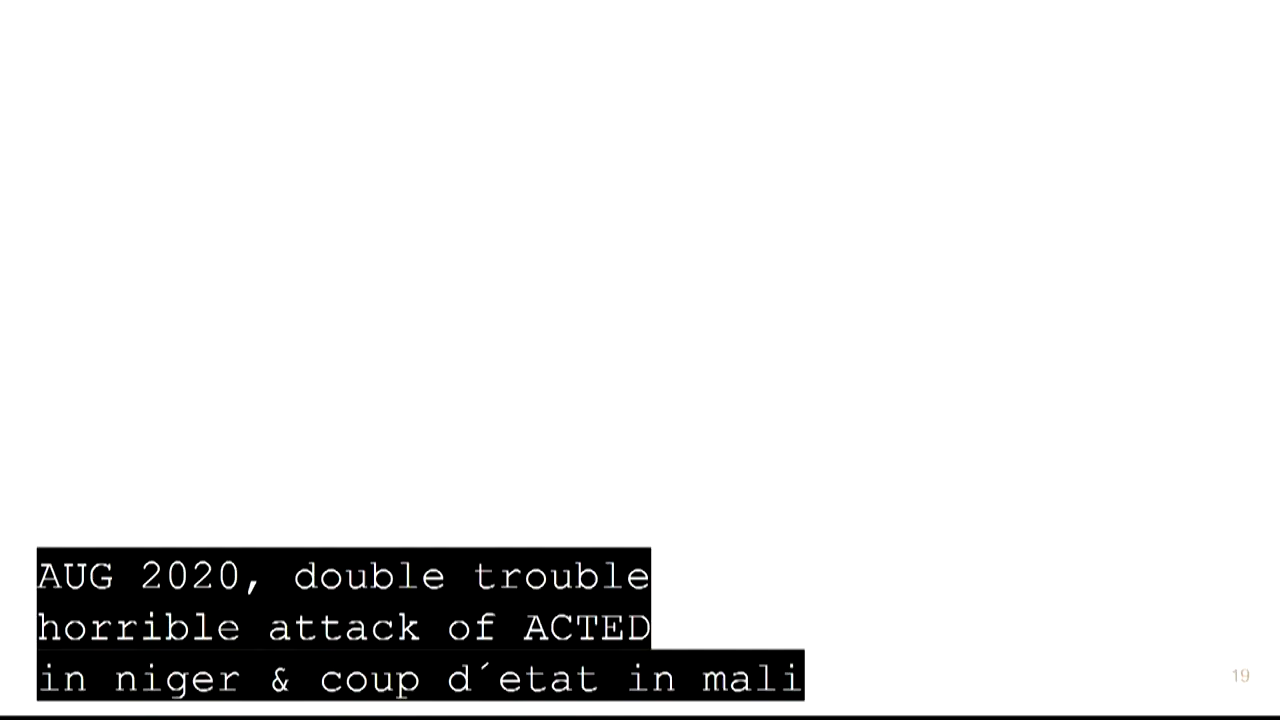 AUG 2020, double trouble
horrible attack of ACTED
in niger & coup d´etat in mali
19